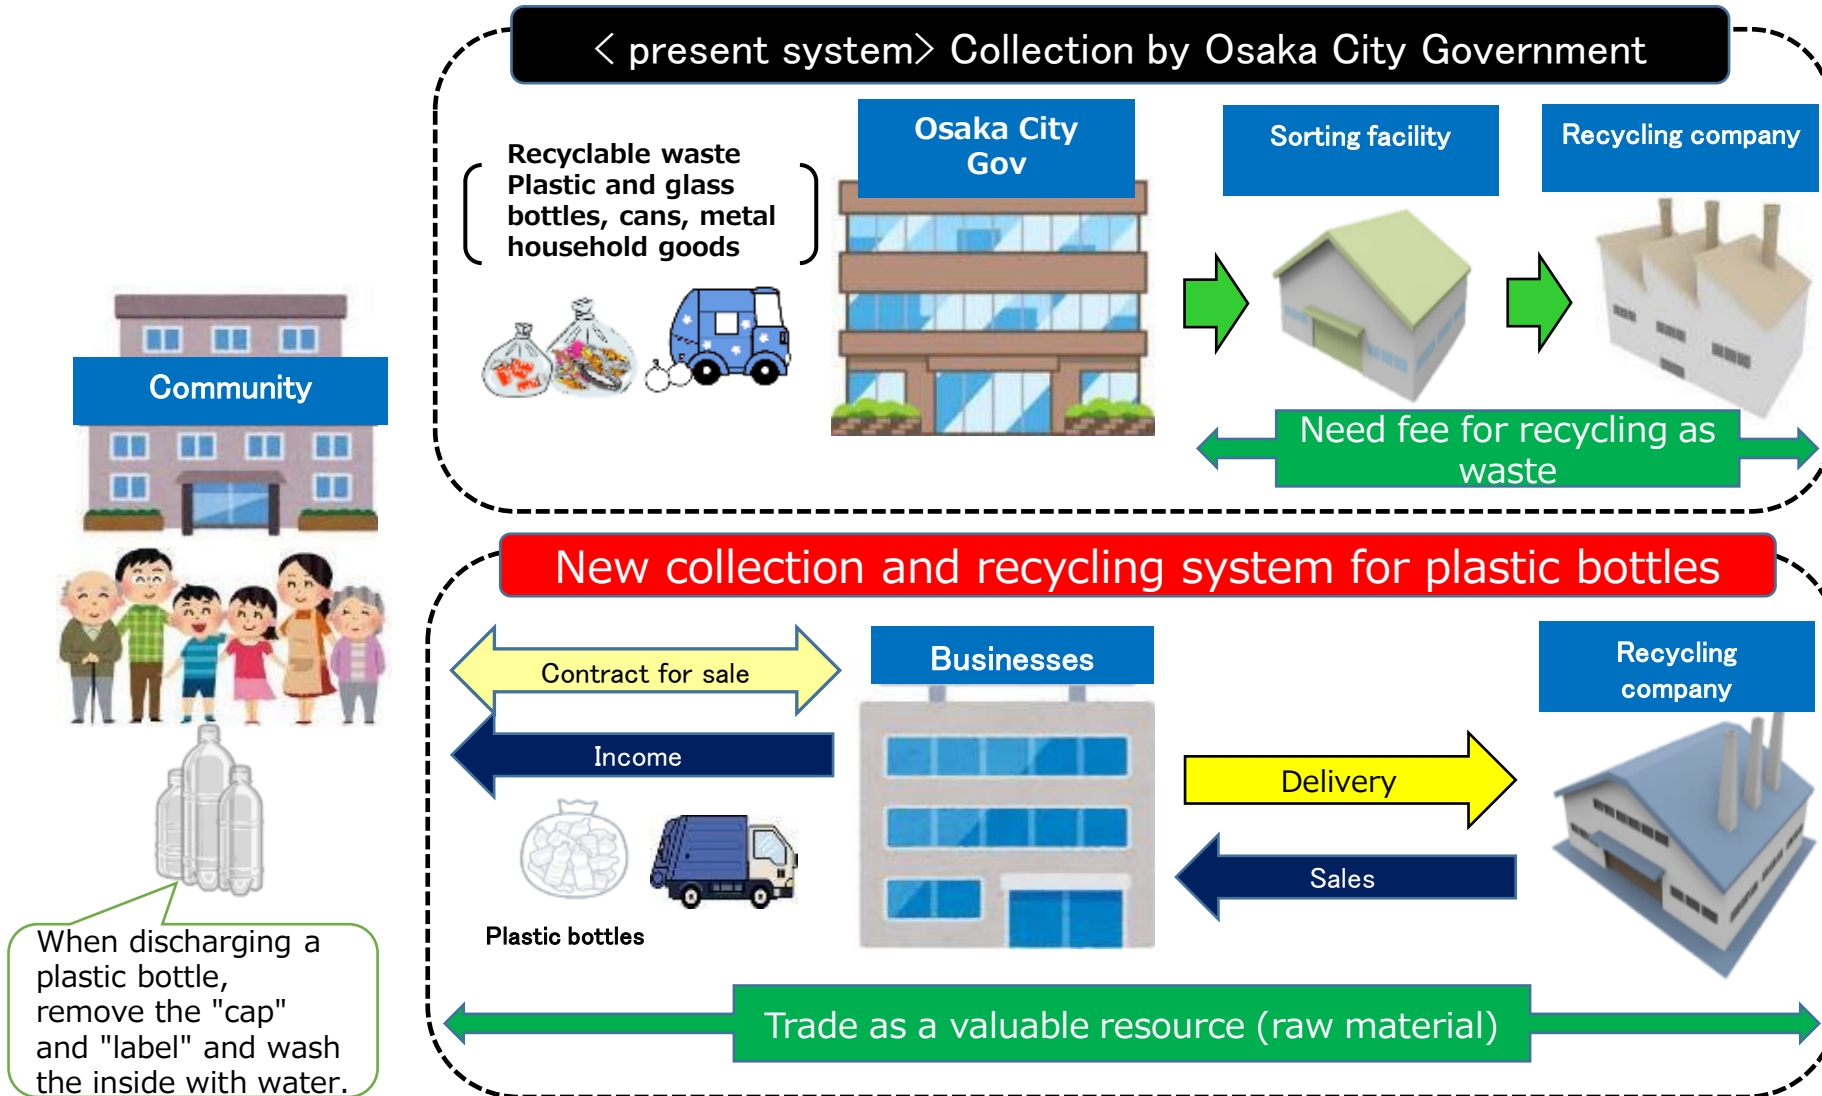 < present system> Collection by Osaka City Government
Recyclable waste
Plastic and glass
bottles, cans, metal
household goods
Osaka City
Gov
Sorting facility
Recycling company
Need fee for recycling as
waste
Community
New collection and recycling system for plastic bottles
Contract for sale
Income
Plastic bottles
Businesses
Delivery
Sales
Recycling
company
Trade as a valuable resource (raw material)
When discharging a
plastic bottle,
remove the "cap"
and "label" and wash
the inside with water.